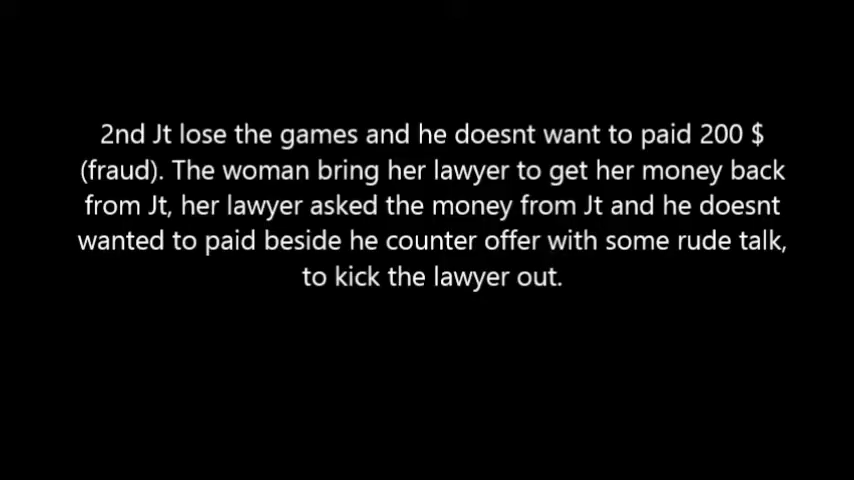 2nd Jt lose the games and he doesnt want to paid 200 $
(fraud). The woman bring her lawyer to get her money back
from Jt, her lawyer asked the money from Jt and he doesnt
wanted to paid beside he counter offer with some rude talk,
to kick the lawyer out.